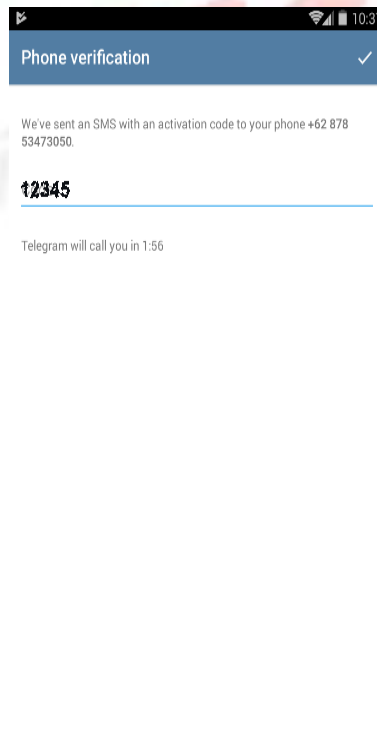 10:3
Phone verification
We've sent an SMS with an activation code to your phone +62 878
53473050.
12345
Telegram will call you in 1:56